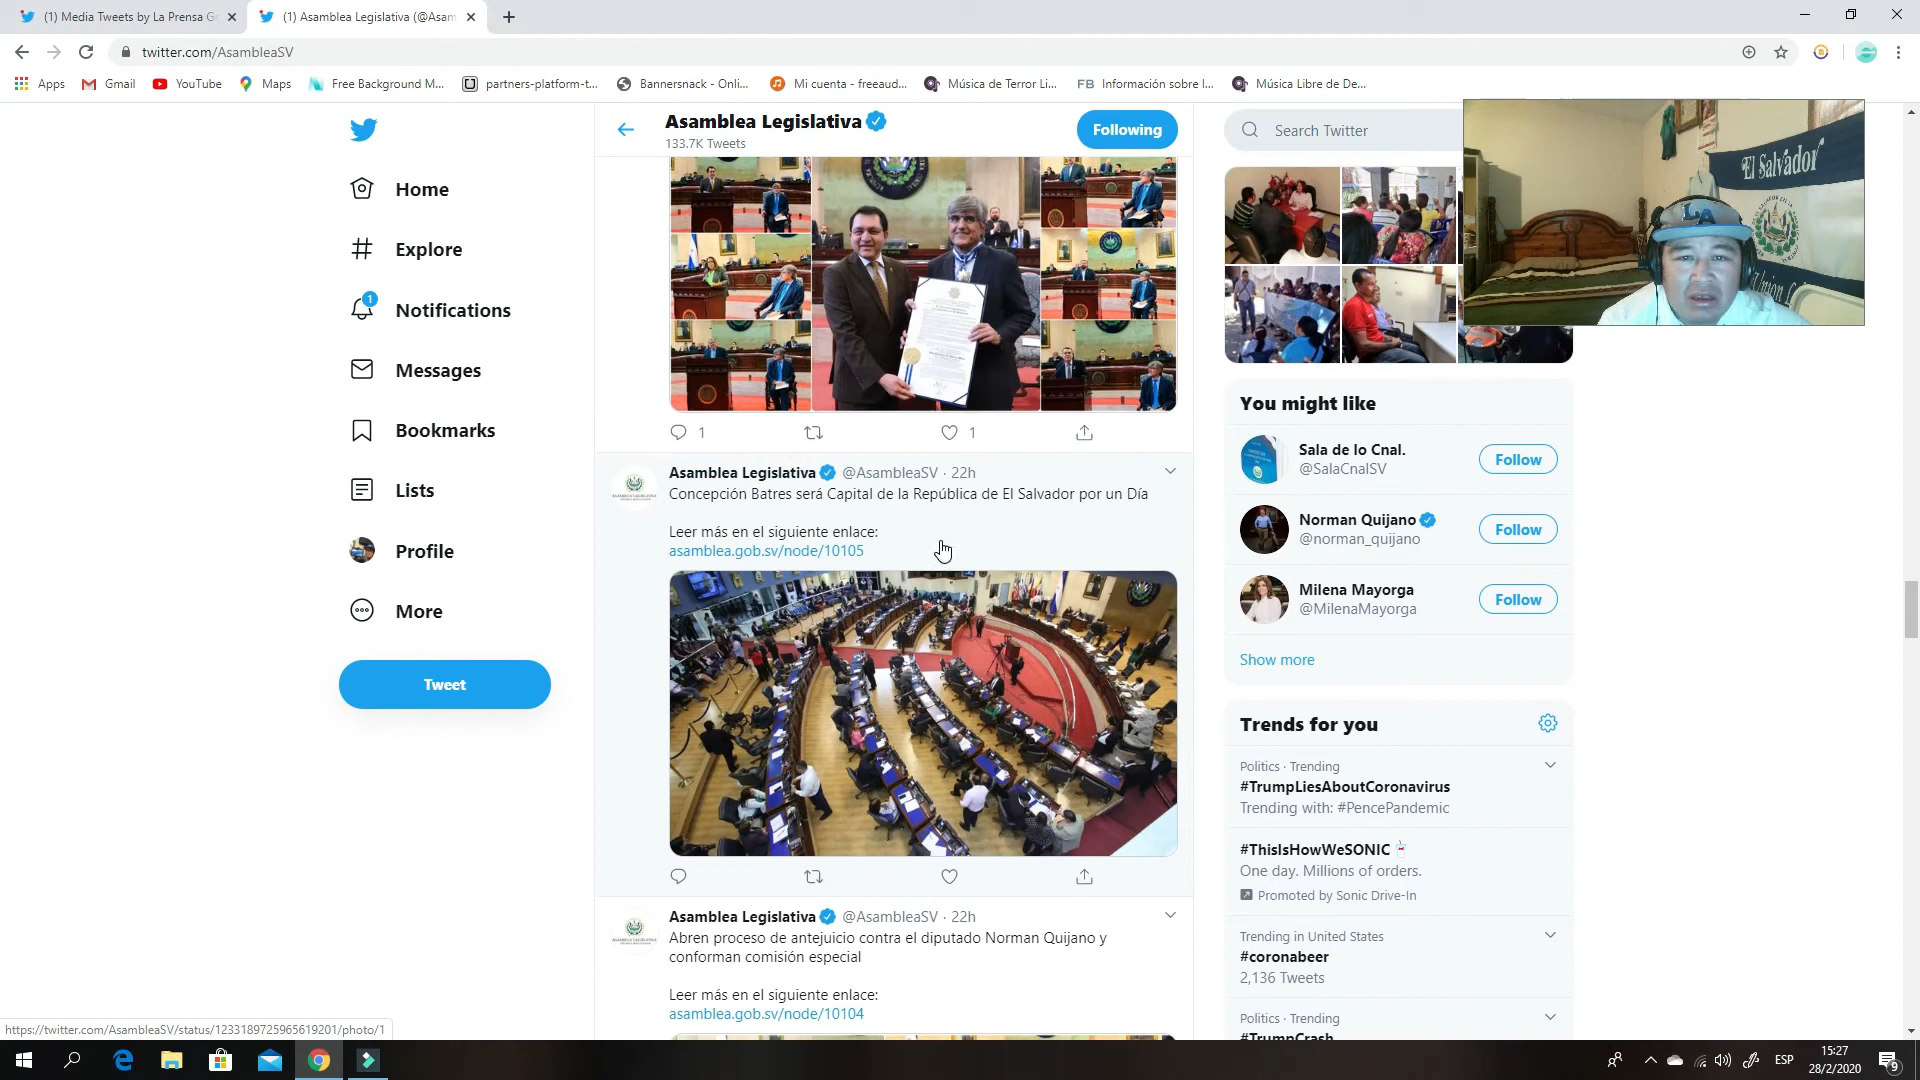 (1) Media Tweets by La Prensa Gr
(1) Asamblea Legislativa (@Asam
twitter.com/AsambleaSV
Apps
Gmail
YouTube
Maps
Free Background M...
partners-platform-t...
Bannersnack - Onli...
Mi cuenta - freeaud...
Música de Terror Li...
FB Información sobre l...
Música Libre de De...
Asamblea Legislativa
133.7K Tweets
Following
Search Twitter
El Salvador
LA
Home
Explore
1
Notifications
Messages
Bookmarks
Lists
Profile
More
Tweet
1
1
Asamblea Legislativa @AsambleaSV · 22h
Concepción Batres será Capital de la República de El Salvador por un Día
Leer más en el siguiente enlace:
asamblea.gob.sv/node/10105
Asamblea Legislativa @AsambleaSV · 22h
Abren proceso de antejuicio contra el diputado Norman Quijano y
conforman comisión especial
Leer más en el siguiente enlace:
asamblea.gob.sv/node/10104
You might like
Sala de lo Cnal.
@SalaCnalSV
Follow
Norman Quijano
@norman_quijano
Follow
Milena Mayorga
@MilenaMayorga
Follow
Show more
Trends for you
Politics · Trending
#TrumpLiesAboutCoronavirus
Trending with: #PencePandemic
#ThisIsHowWeSONIC
One day. Millions of orders.
Promoted by Sonic Drive-In
Trending in United States
#coronabeer
2,136 Tweets
Politics · Trending
#TrumpCrash
https://twitter.com/AsambleaSV/status/1233189725965619201/photo/1
ESP
15:27
28/2/2020
9